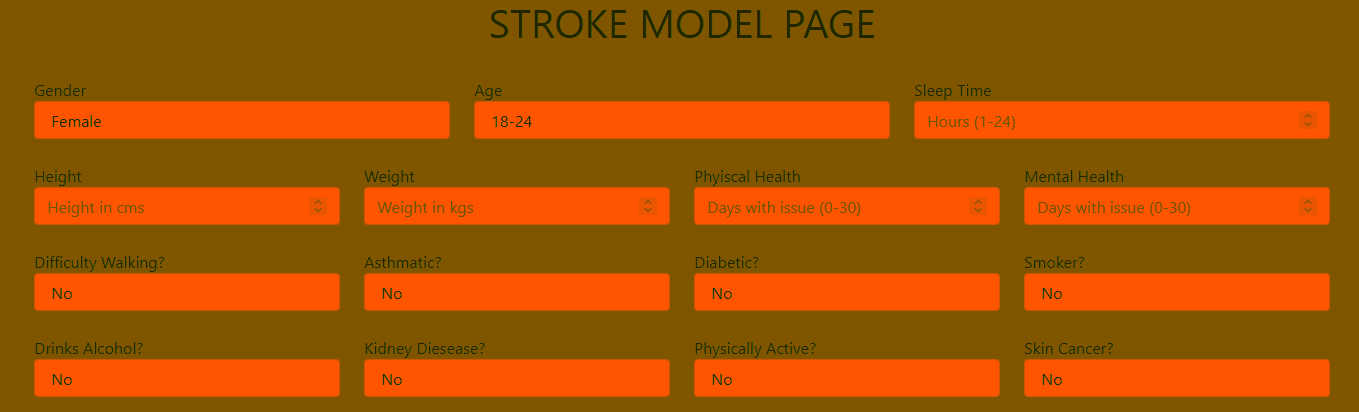 STROKE MODEL PAGE
Gender Age Sleep Time
Female 18-24 Hours (1-24)
Height Weight Phyiscal Health Mental Health
Height in cms Weight in kgs Days with issue (0-30) Days with issue (0-30)
Difficulty Walking? Asthmatic? Diabetic? Smoker?
No No No No
Drinks Alcohol? Kidney Diesease? Physically Active? Skin Cancer?
No No No No